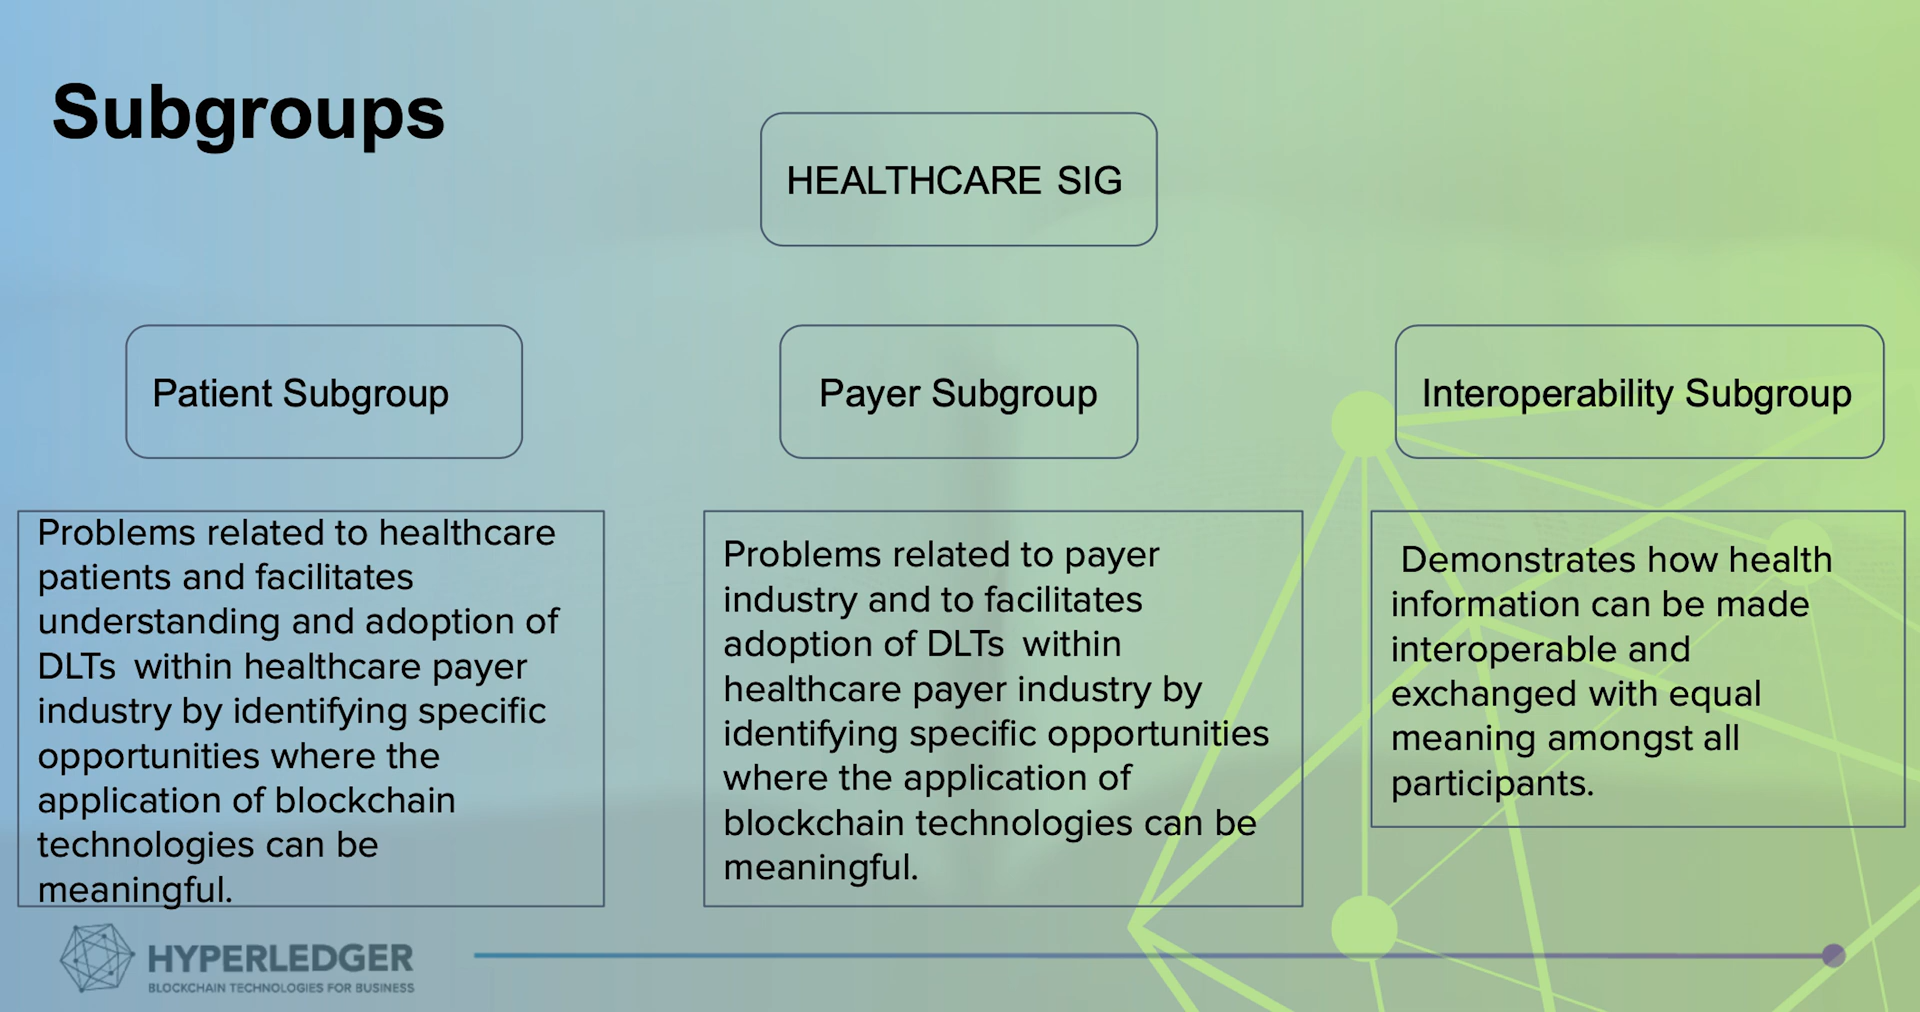 Subgroups
HEALTHCARE SIG
Patient Subgroup
Payer Subgroup
Interoperability Subgroup
Problems related to healthcare
patients and facilitates
understanding and adoption of
DLTs  within healthcare payer
industry by identifying specific
opportunities where the
application of blockchain
technologies can be
meaningful.
Problems related to payer
industry and to facilitates
adoption of DLTs  within
healthcare payer industry by
identifying specific opportunities
where the application of
blockchain technologies can be
meaningful.
Demonstrates how health
information can be made
interoperable and
exchanged with equal
meaning amongst all
participants.
HYPERLEDGER
BLOCKCHAIN TECHNOLOGIES FOR BUSINESS